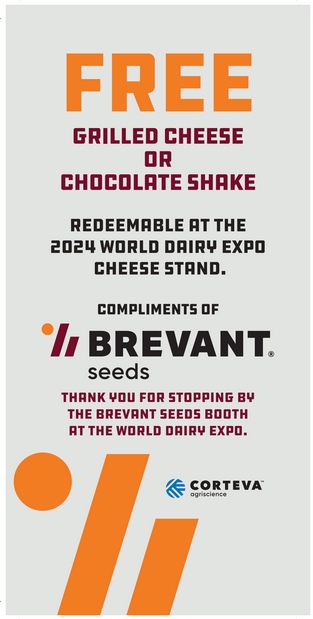 FREE
GRILLED CHEESE
OR
CHOCOLATE SHAKE
REDEEMABLE AT THE
2024 WORLD DAIRY EXPO
CHEESE STAND.
COMPLIMENTS OF
BREVANT®
seeds
THANK YOU FOR STOPPING BY
THE BREVANT SEEDS BOOTH
AT THE WORLD DAIRY EXPO.
CORTEVA™
agriscience